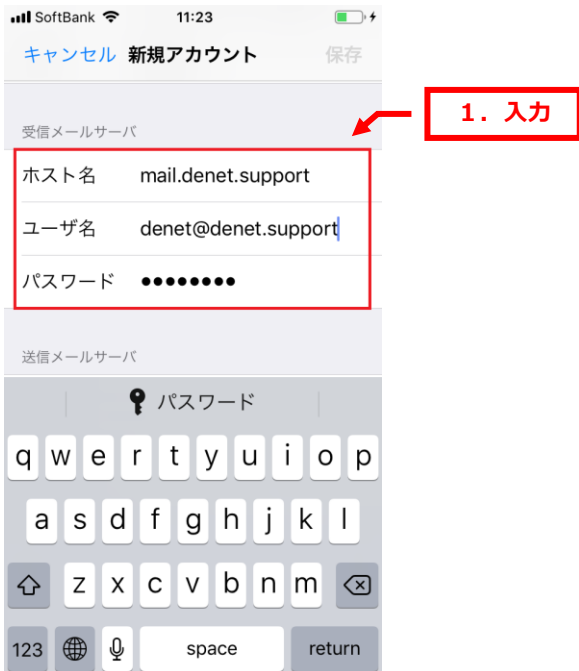 SoftBank 11:23
キャンセル 新規アカウント 保存
1. 入力
受信メールサーバ
ホスト名 mail.denet.support
ユーザ名 denet@denet.support
パスワード ●●●●●●●●
送信メールサーバ
パスワード
q w e r t y u i o p
a s d f g h j k l
z x c v b n m
123 space return